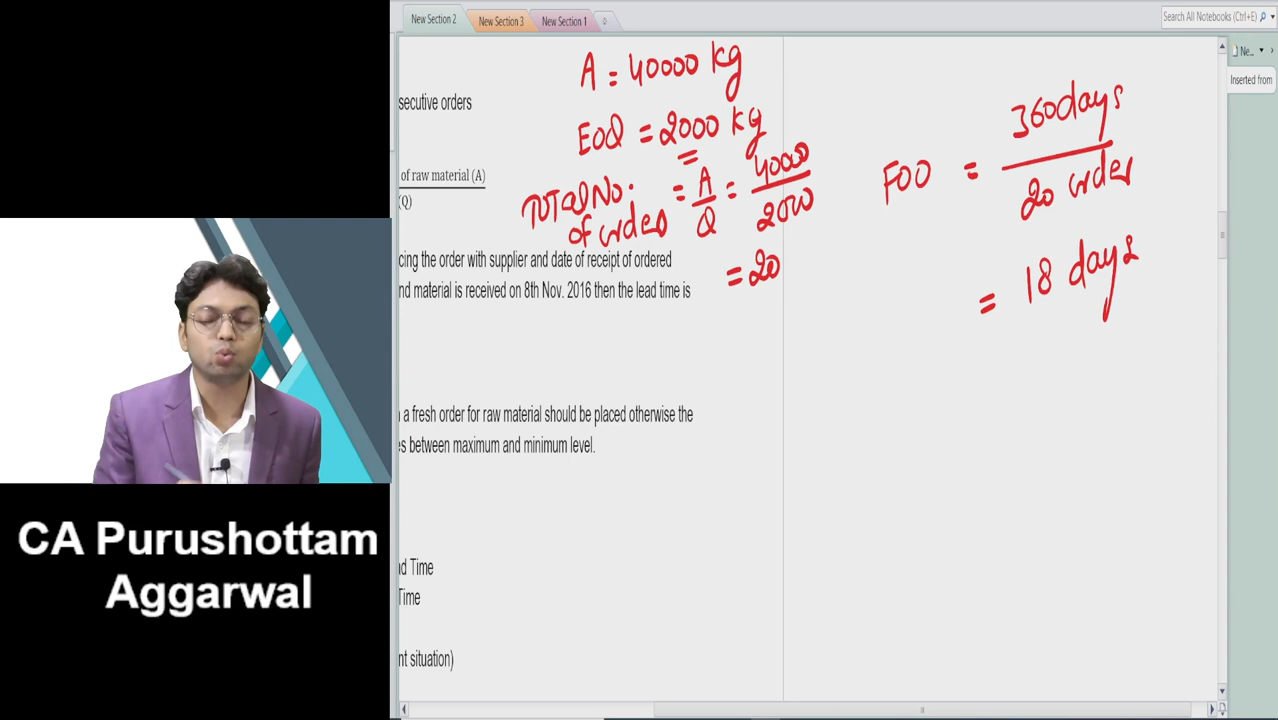 New Section 2
New Section 3
New Section 1
Search All Notebooks (Ctrl+E)
Ne...
Inserted from
secutive orders
of raw material (A)
(Q)
cing the order with supplier and date of receipt of ordered
nd material is received on 8th Nov. 2016 then the lead time is
a fresh order for raw material should be placed otherwise the
es between maximum and minimum level.
Time
nt situation)
A = 40000 kg
EOQ = 2000 kg
Total No. of order = A/Q = 40000/2000
= 20
FOO = 360 days / 20 order
= 18 days
CA Purushottam
Aggarwal